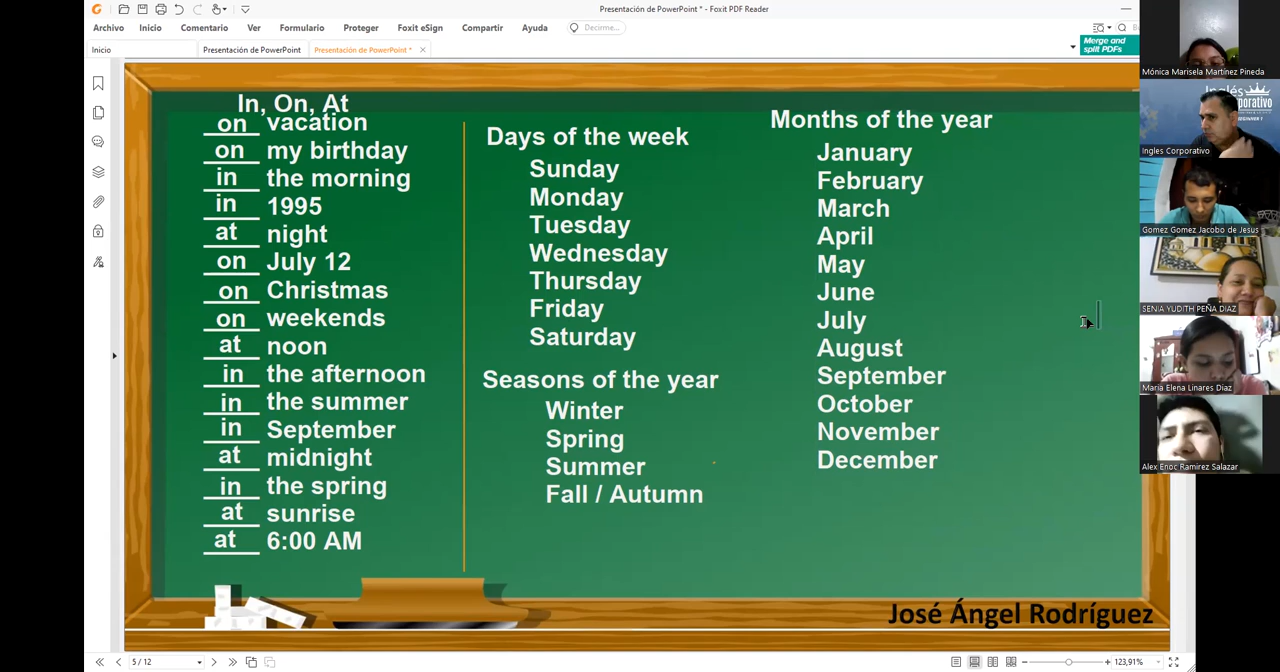 Presentación de PowerPoint * - Foxit PDF Reader
Archivo Inicio Comentario Ver Formulario Proteger Foxit eSign Compartir Ayuda Decirme...
Inicio Presentación de PowerPoint Presentación de PowerPoint *
Merge and
split PDFs
In, On, At
on vacation
on my birthday
in the morning
in 1995
at night
on July 12
on Christmas
on weekends
at noon
in the afternoon
in the summer
in September
at midnight
in the spring
at sunrise
at 6:00 AM
Days of the week
Sunday
Monday
Tuesday
Wednesday
Thursday
Friday
Saturday
Seasons of the year
Winter
Spring
Summer
Fall / Autumn
Months of the year
January
February
March
April
May
June
July
August
September
October
November
December
José Ángel Rodríguez
Mónica Marisela Martínez Pineda
Inglés
Ingles Corporativo
Gomez Gomez Jacobo de Jesus
SENIA YUDITH PEÑA DIAZ
María Elena Linares Díaz
Alex Enoc Ramirez Salazar
5 / 12
123,91%